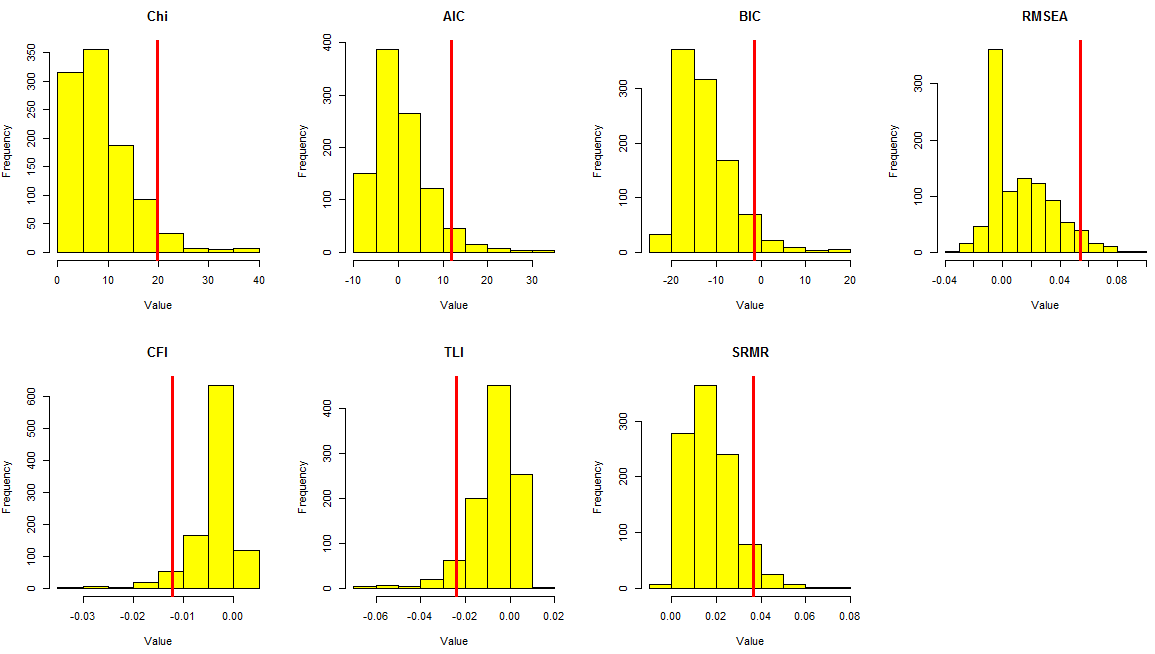 Chi
Frequency
0 50 100 150 200 250 300 350
0 10 20 30 40
Value
AIC
Frequency
0 100 200 300 400
-10 0 10 20 30
Value
BIC
Frequency
0 100 200 300
-20 -10 0 10 20
Value
RMSEA
Frequency
0 100 200 300
-0.04 0.00 0.04 0.08
Value
CFI
Frequency
0 100 200 300 400 500 600
-0.03 -0.02 -0.01 0.00
Value
TLI
Frequency
0 100 200 300 400
-0.06 -0.04 -0.02 0.00 0.02
Value
SRMR
Frequency
0 100 200 300
0.00 0.02 0.04 0.06 0.08
Value